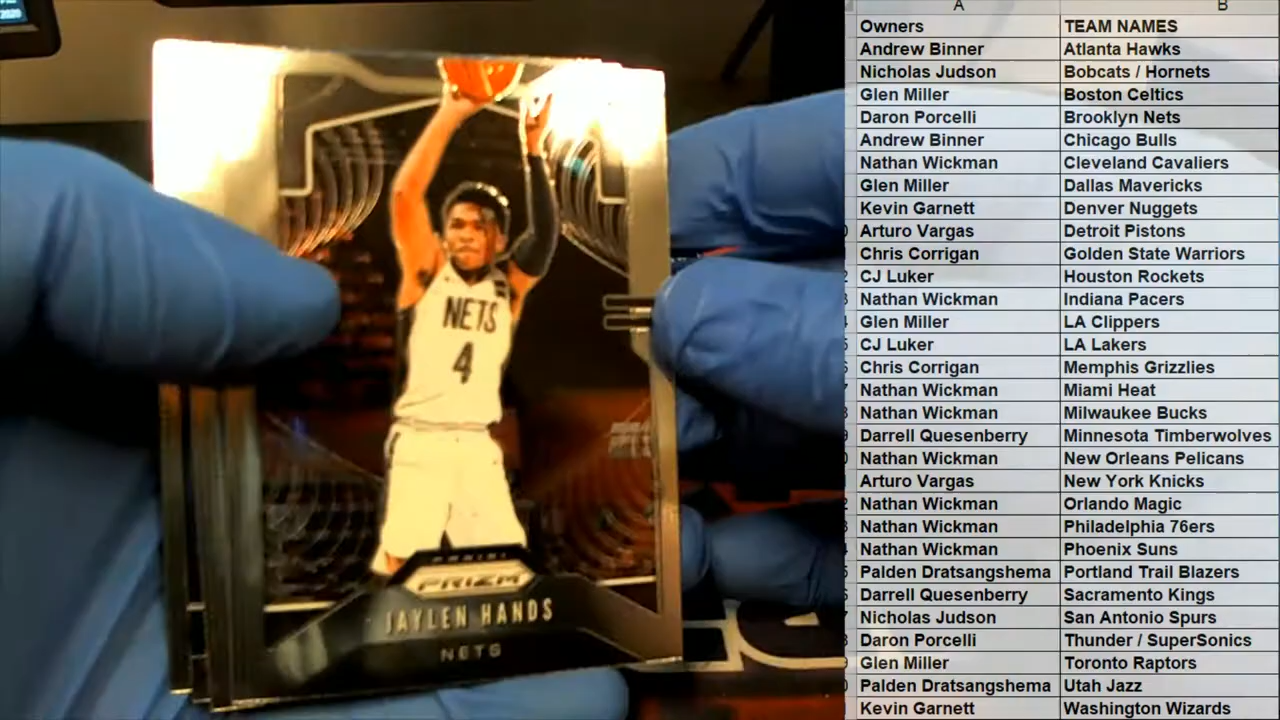 2020
NETS
4
PANINI
PRIZM
JAYLEN HANDS
NETS
A B
Owners TEAM NAMES
Andrew Binner Atlanta Hawks
Nicholas Judson Bobcats / Hornets
Glen Miller Boston Celtics
Daron Porcelli Brooklyn Nets
Andrew Binner Chicago Bulls
Nathan Wickman Cleveland Cavaliers
Glen Miller Dallas Mavericks
Kevin Garnett Denver Nuggets
Arturo Vargas Detroit Pistons
Chris Corrigan Golden State Warriors
CJ Luker Houston Rockets
Nathan Wickman Indiana Pacers
Glen Miller LA Clippers
CJ Luker LA Lakers
Chris Corrigan Memphis Grizzlies
Nathan Wickman Miami Heat
Nathan Wickman Milwaukee Bucks
Darrell Quesenberry Minnesota Timberwolves
Nathan Wickman New Orleans Pelicans
Arturo Vargas New York Knicks
Nathan Wickman Orlando Magic
Nathan Wickman Philadelphia 76ers
Nathan Wickman Phoenix Suns
Palden Dratsangshema Portland Trail Blazers
Darrell Quesenberry Sacramento Kings
Nicholas Judson San Antonio Spurs
Daron Porcelli Thunder / SuperSonics
Glen Miller Toronto Raptors
Palden Dratsangshema Utah Jazz
Kevin Garnett Washington Wizards